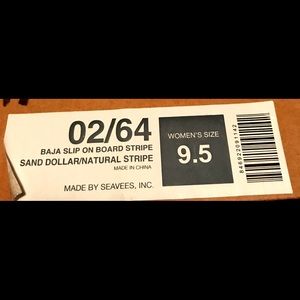 02/64
BAJA SLIP ON BOARD STRIPE
SAND DOLLAR/NATURAL STRIPE
MADE IN CHINA
MADE BY SEAVEES, INC.
WOMEN'S SIZE
9.5